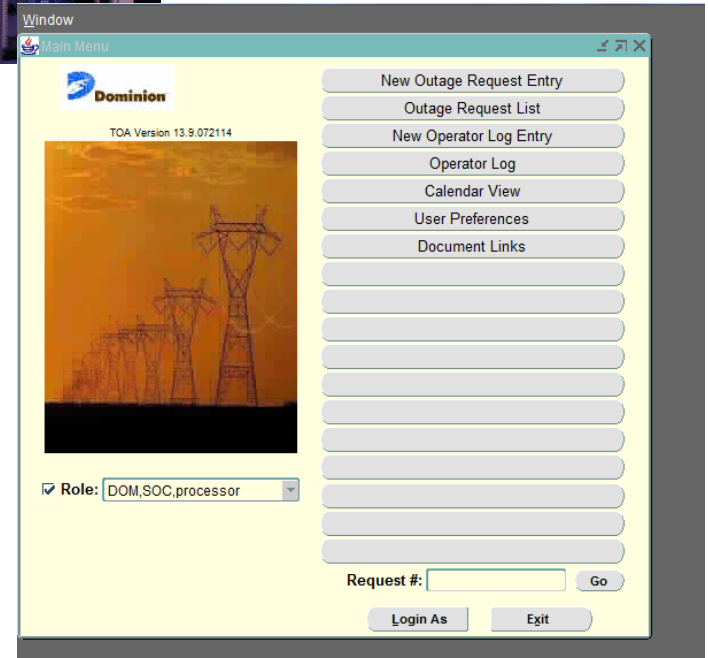 Window
Main Menu
Dominion
TOA Version 13.9.072114
New Outage Request Entry
Outage Request List
New Operator Log Entry
Operator Log
Calendar View
User Preferences
Document Links
Role: DOM,SOC,processor
Request #: Go
Login As Exit